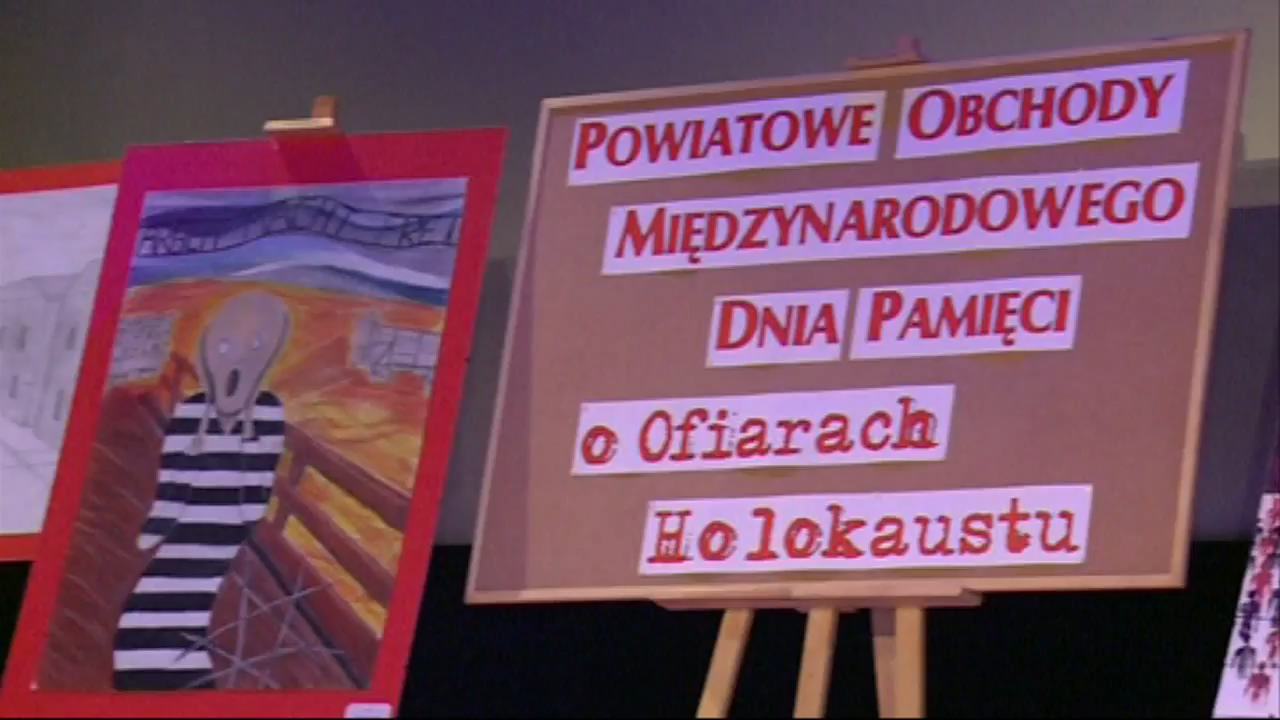 POWIATOWE OBCHODY
MIĘDZYNARODOWEGO
DNIA PAMIĘCI
o Ofiarach
Holokaustu